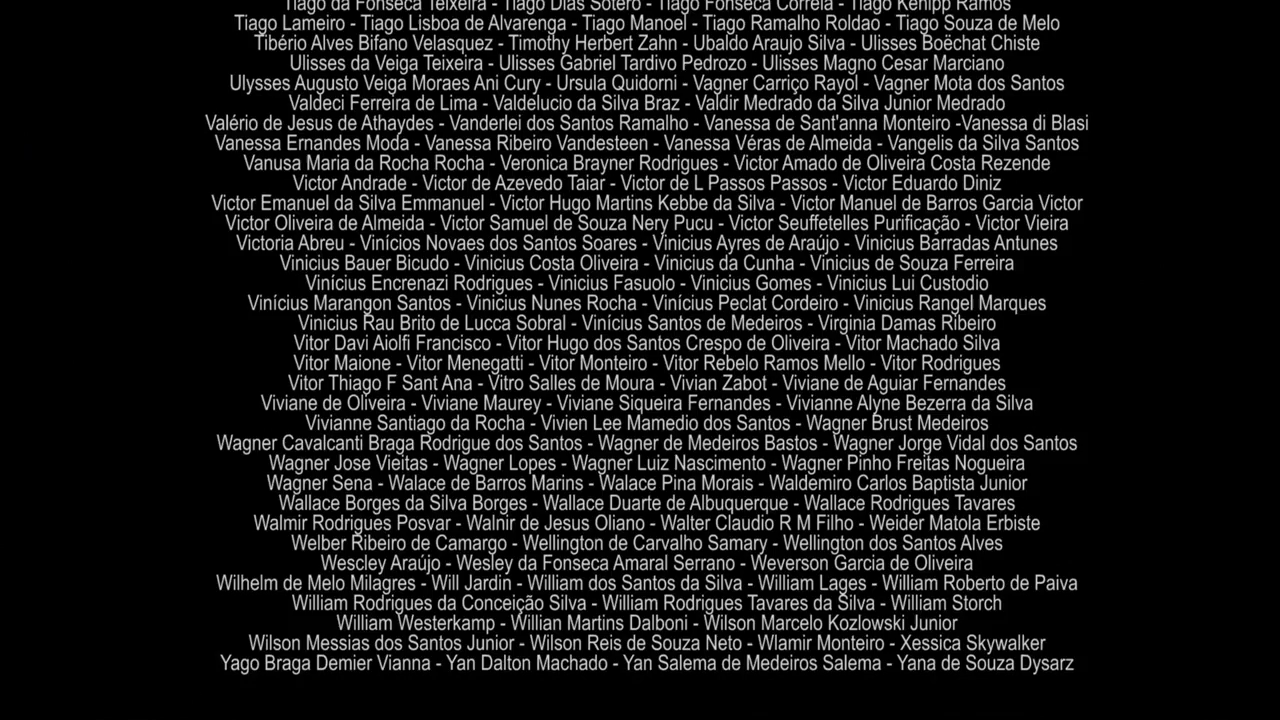 Tiago da Fonseca Teixeira - Tiago Dias Sotero - Tiago Fonseca Correia - Tiago Kenipp Ramos
Tiago Lameiro - Tiago Lisboa de Alvarenga - Tiago Manoel - Tiago Ramalho Roldao - Tiago Souza de Melo
Tibério Alves Bifano Velasquez - Timothy Herbert Zahn - Ubaldo Araujo Silva - Ulisses Boëchat Chiste
Ulisses da Veiga Teixeira - Ulisses Gabriel Tardivo Pedrozo - Ulisses Magno Cesar Marciano
Ulysses Augusto Veiga Moraes Ani Cury - Ursula Quidorni - Vagner Carriço Rayol - Vagner Mota dos Santos
Valdeci Ferreira de Lima - Valdelucio da Silva Braz - Valdir Medrado da Silva Junior Medrado
Valério de Jesus de Athaydes - Vanderlei dos Santos Ramalho - Vanessa de Sant'anna Monteiro -Vanessa di Blasi
Vanessa Ernandes Moda - Vanessa Ribeiro Vandesteen - Vanessa Véras de Almeida - Vangelis da Silva Santos
Vanusa Maria da Rocha Rocha - Veronica Brayner Rodrigues - Victor Amado de Oliveira Costa Rezende
Victor Andrade - Victor de Azevedo Taiar - Victor de L Passos Passos - Victor Eduardo Diniz
Victor Emanuel da Silva Emmanuel - Victor Hugo Martins Kebbe da Silva - Victor Manuel de Barros Garcia Victor
Victor Oliveira de Almeida - Victor Samuel de Souza Nery Pucu - Victor Seuffetelles Purificação - Victor Vieira
Victoria Abreu - Vinícios Novaes dos Santos Soares - Vinicius Ayres de Araújo - Vinicius Barradas Antunes
Vinicius Bauer Bicudo - Vinicius Costa Oliveira - Vinicius da Cunha - Vinicius de Souza Ferreira
Vinícius Encrenazi Rodrigues - Vinicius Fasuolo - Vinicius Gomes - Vinicius Lui Custodio
Vinícius Marangon Santos - Vinicius Nunes Rocha - Vinícius Peclat Cordeiro - Vinicius Rangel Marques
Vinicius Rau Brito de Lucca Sobral - Vinícius Santos de Medeiros - Virginia Damas Ribeiro
Vitor Davi Aiolfi Francisco - Vitor Hugo dos Santos Crespo de Oliveira - Vitor Machado Silva
Vitor Maione - Vitor Menegatti - Vitor Monteiro - Vitor Rebelo Ramos Mello - Vitor Rodrigues
Vitor Thiago F Sant Ana - Vitro Salles de Moura - Vivian Zabot - Viviane de Aguiar Fernandes
Viviane de Oliveira - Viviane Maurey - Viviane Siqueira Fernandes - Vivianne Alyne Bezerra da Silva
Vivianne Santiago da Rocha - Vivien Lee Mamedio dos Santos - Wagner Brust Medeiros
Wagner Cavalcanti Braga Rodrigue dos Santos - Wagner de Medeiros Bastos - Wagner Jorge Vidal dos Santos
Wagner Jose Vieitas - Wagner Lopes - Wagner Luiz Nascimento - Wagner Pinho Freitas Nogueira
Wagner Sena - Walace de Barros Marins - Walace Pina Morais - Waldemiro Carlos Baptista Junior
Wallace Borges da Silva Borges - Wallace Duarte de Albuquerque - Wallace Rodrigues Tavares
Walmir Rodrigues Posvar - Walnir de Jesus Oliano - Walter Claudio R M Filho - Weider Matola Erbiste
Welber Ribeiro de Camargo - Wellington de Carvalho Samary - Wellington dos Santos Alves
Wescley Araújo - Wesley da Fonseca Amaral Serrano - Weverson Garcia de Oliveira
Wilhelm de Melo Milagres - Will Jardin - William dos Santos da Silva - William Lages - William Roberto de Paiva
William Rodrigues da Conceição Silva - William Rodrigues Tavares da Silva - William Storch
William Westerkamp - Willian Martins Dalboni - Wilson Marcelo Kozlowski Junior
Wilson Messias dos Santos Junior - Wilson Reis de Souza Neto - Wlamir Monteiro - Xessica Skywalker
Yago Braga Demier Vianna - Yan Dalton Machado - Yan Salema de Medeiros Salema - Yana de Souza Dysarz